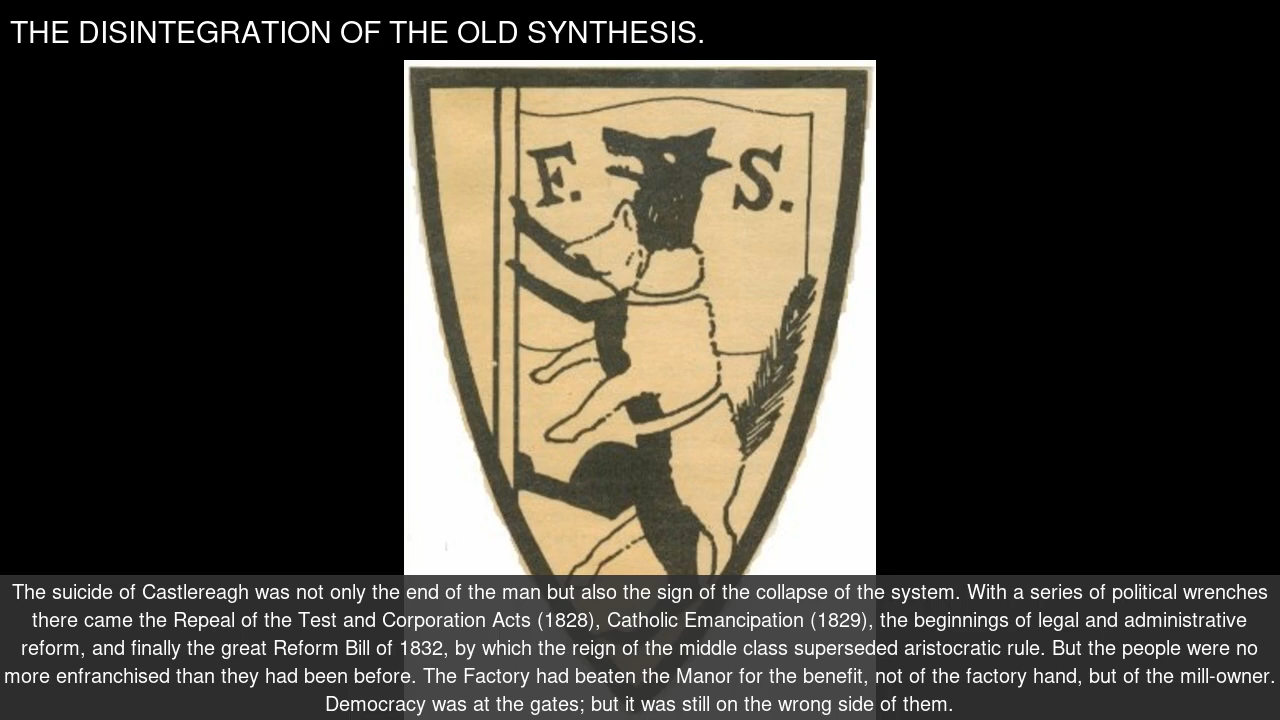 THE DISINTEGRATION OF THE OLD SYNTHESIS.
F. S.
The suicide of Castlereagh was not only the end of the man but also the sign of the collapse of the system. With a series of political wrenches
there came the Repeal of the Test and Corporation Acts (1828), Catholic Emancipation (1829), the beginnings of legal and administrative
reform, and finally the great Reform Bill of 1832, by which the reign of the middle class superseded aristocratic rule. But the people were no
more enfranchised than they had been before. The Factory had beaten the Manor for the benefit, not of the factory hand, but of the mill-owner.
Democracy was at the gates; but it was still on the wrong side of them.